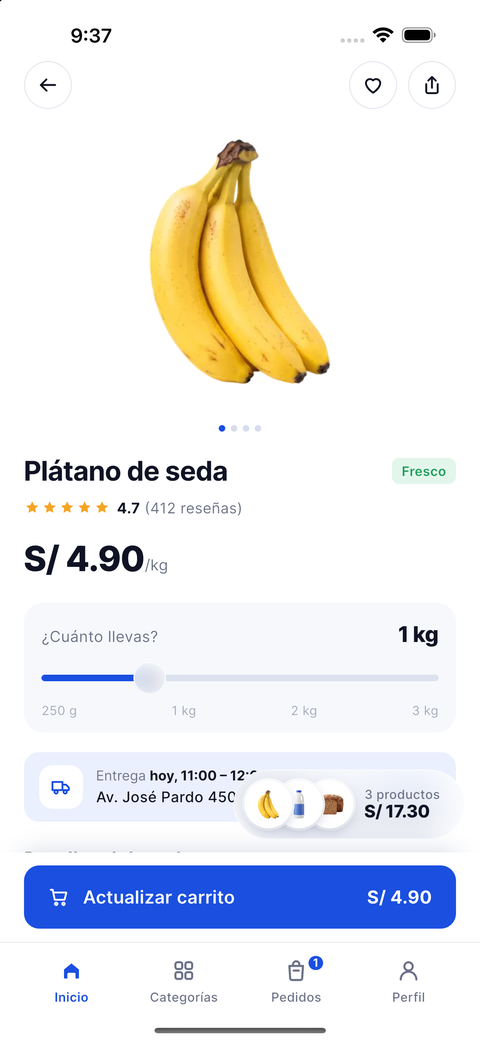 9:37
Plátano de seda
Fresco
4.7 (412 reseñas)
S/ 4.90/kg
¿Cuánto llevas?
1 kg
250 g
1 kg
2 kg
3 kg
Entrega hoy, 11:00 –
Av. José Pardo 450
3 productos
S/ 17.30
Actualizar carrito
S/ 4.90
1
Inicio
Categorías
Pedidos
Perfil